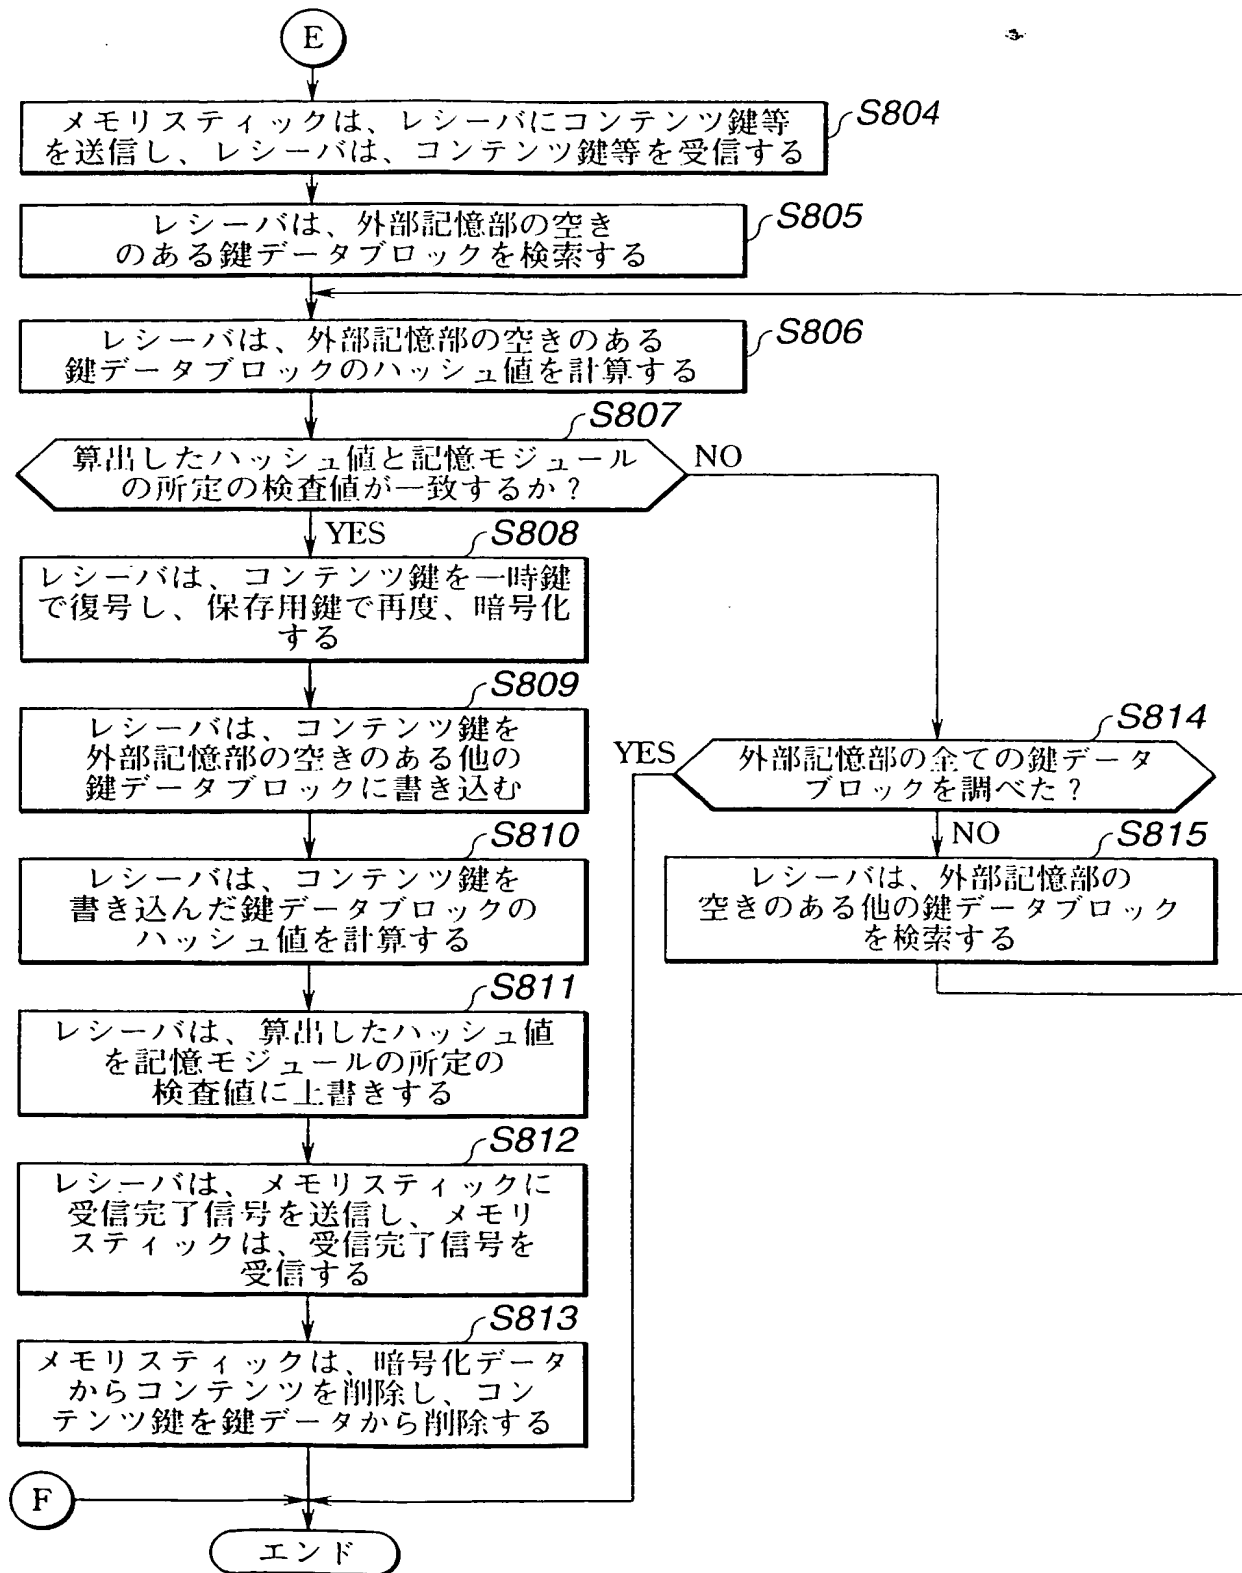 E
S804
メモリスティックは、レシーバにコンテンツ鍵等
を送信し、レシーバは、コンテンツ鍵等を受信する
S805
レシーバは、外部記憶部の空き
のある鍵データブロックを検索する
S806
レシーバは、外部記憶部の空きのある
鍵データブロックのハッシュ値を計算する
S807
算出したハッシュ値と記憶モジュール
の所定の検査値が一致するか?
NO
YES
S808
レシーバは、コンテンツ鍵を一時鍵
で復号し、保存用鍵で再度、暗号化
する
S809
レシーバは、コンテンツ鍵を
外部記憶部の空きのある他の
鍵データブロックに書き込む
S810
レシーバは、コンテンツ鍵を
書き込んだ鍵データブロックの
ハッシュ値を計算する
S811
レシーバは、算出したハッシュ値
を記憶モジュールの所定の
検査値に上書きする
S812
レシーバは、メモリスティックに
受信完了信号を送信し、メモリ
スティックは、受信完了信号を
受信する
S813
メモリスティックは、暗号化データ
からコンテンツを削除し、コン
テンツ鍵を鍵データから削除する
S814
外部記憶部の全ての鍵データ
ブロックを調べた?
YES
NO
S815
レシーバは、外部記憶部の
空きのある他の鍵データブロック
を検索する
F
エンド